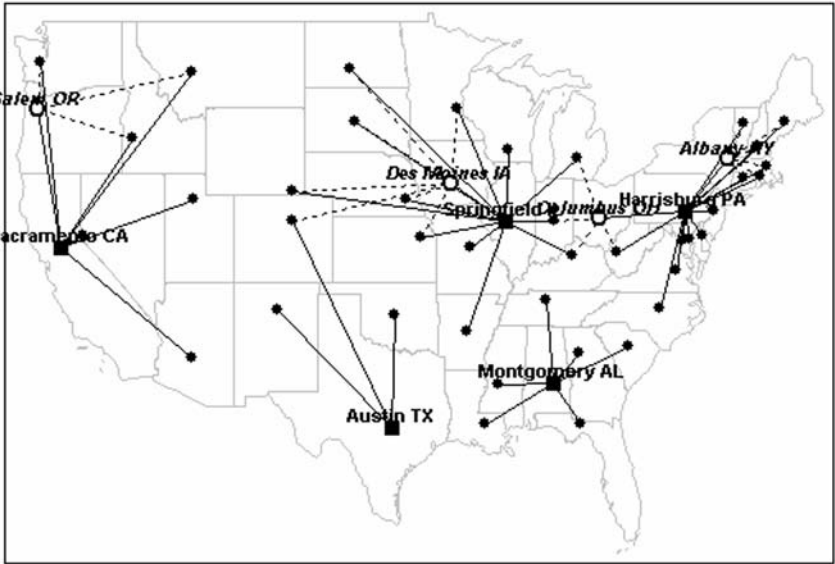 Salem OR
Albany NY
Des Moines IA
Harrisburg PA
Springfield
Columbus OH
Sacramento CA
Montgomery AL
Austin TX